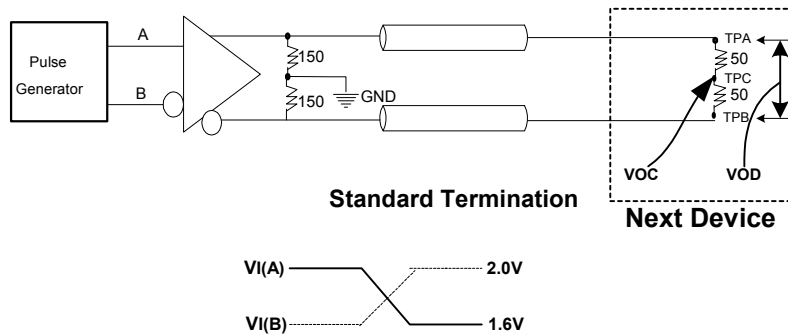 A
Pulse
Generator
B
150
150
GND
TPA
50
TPC
50
TPB
VOC
VOD
Standard Termination
Next Device
VI(A)
2.0V
VI(B)
1.6V